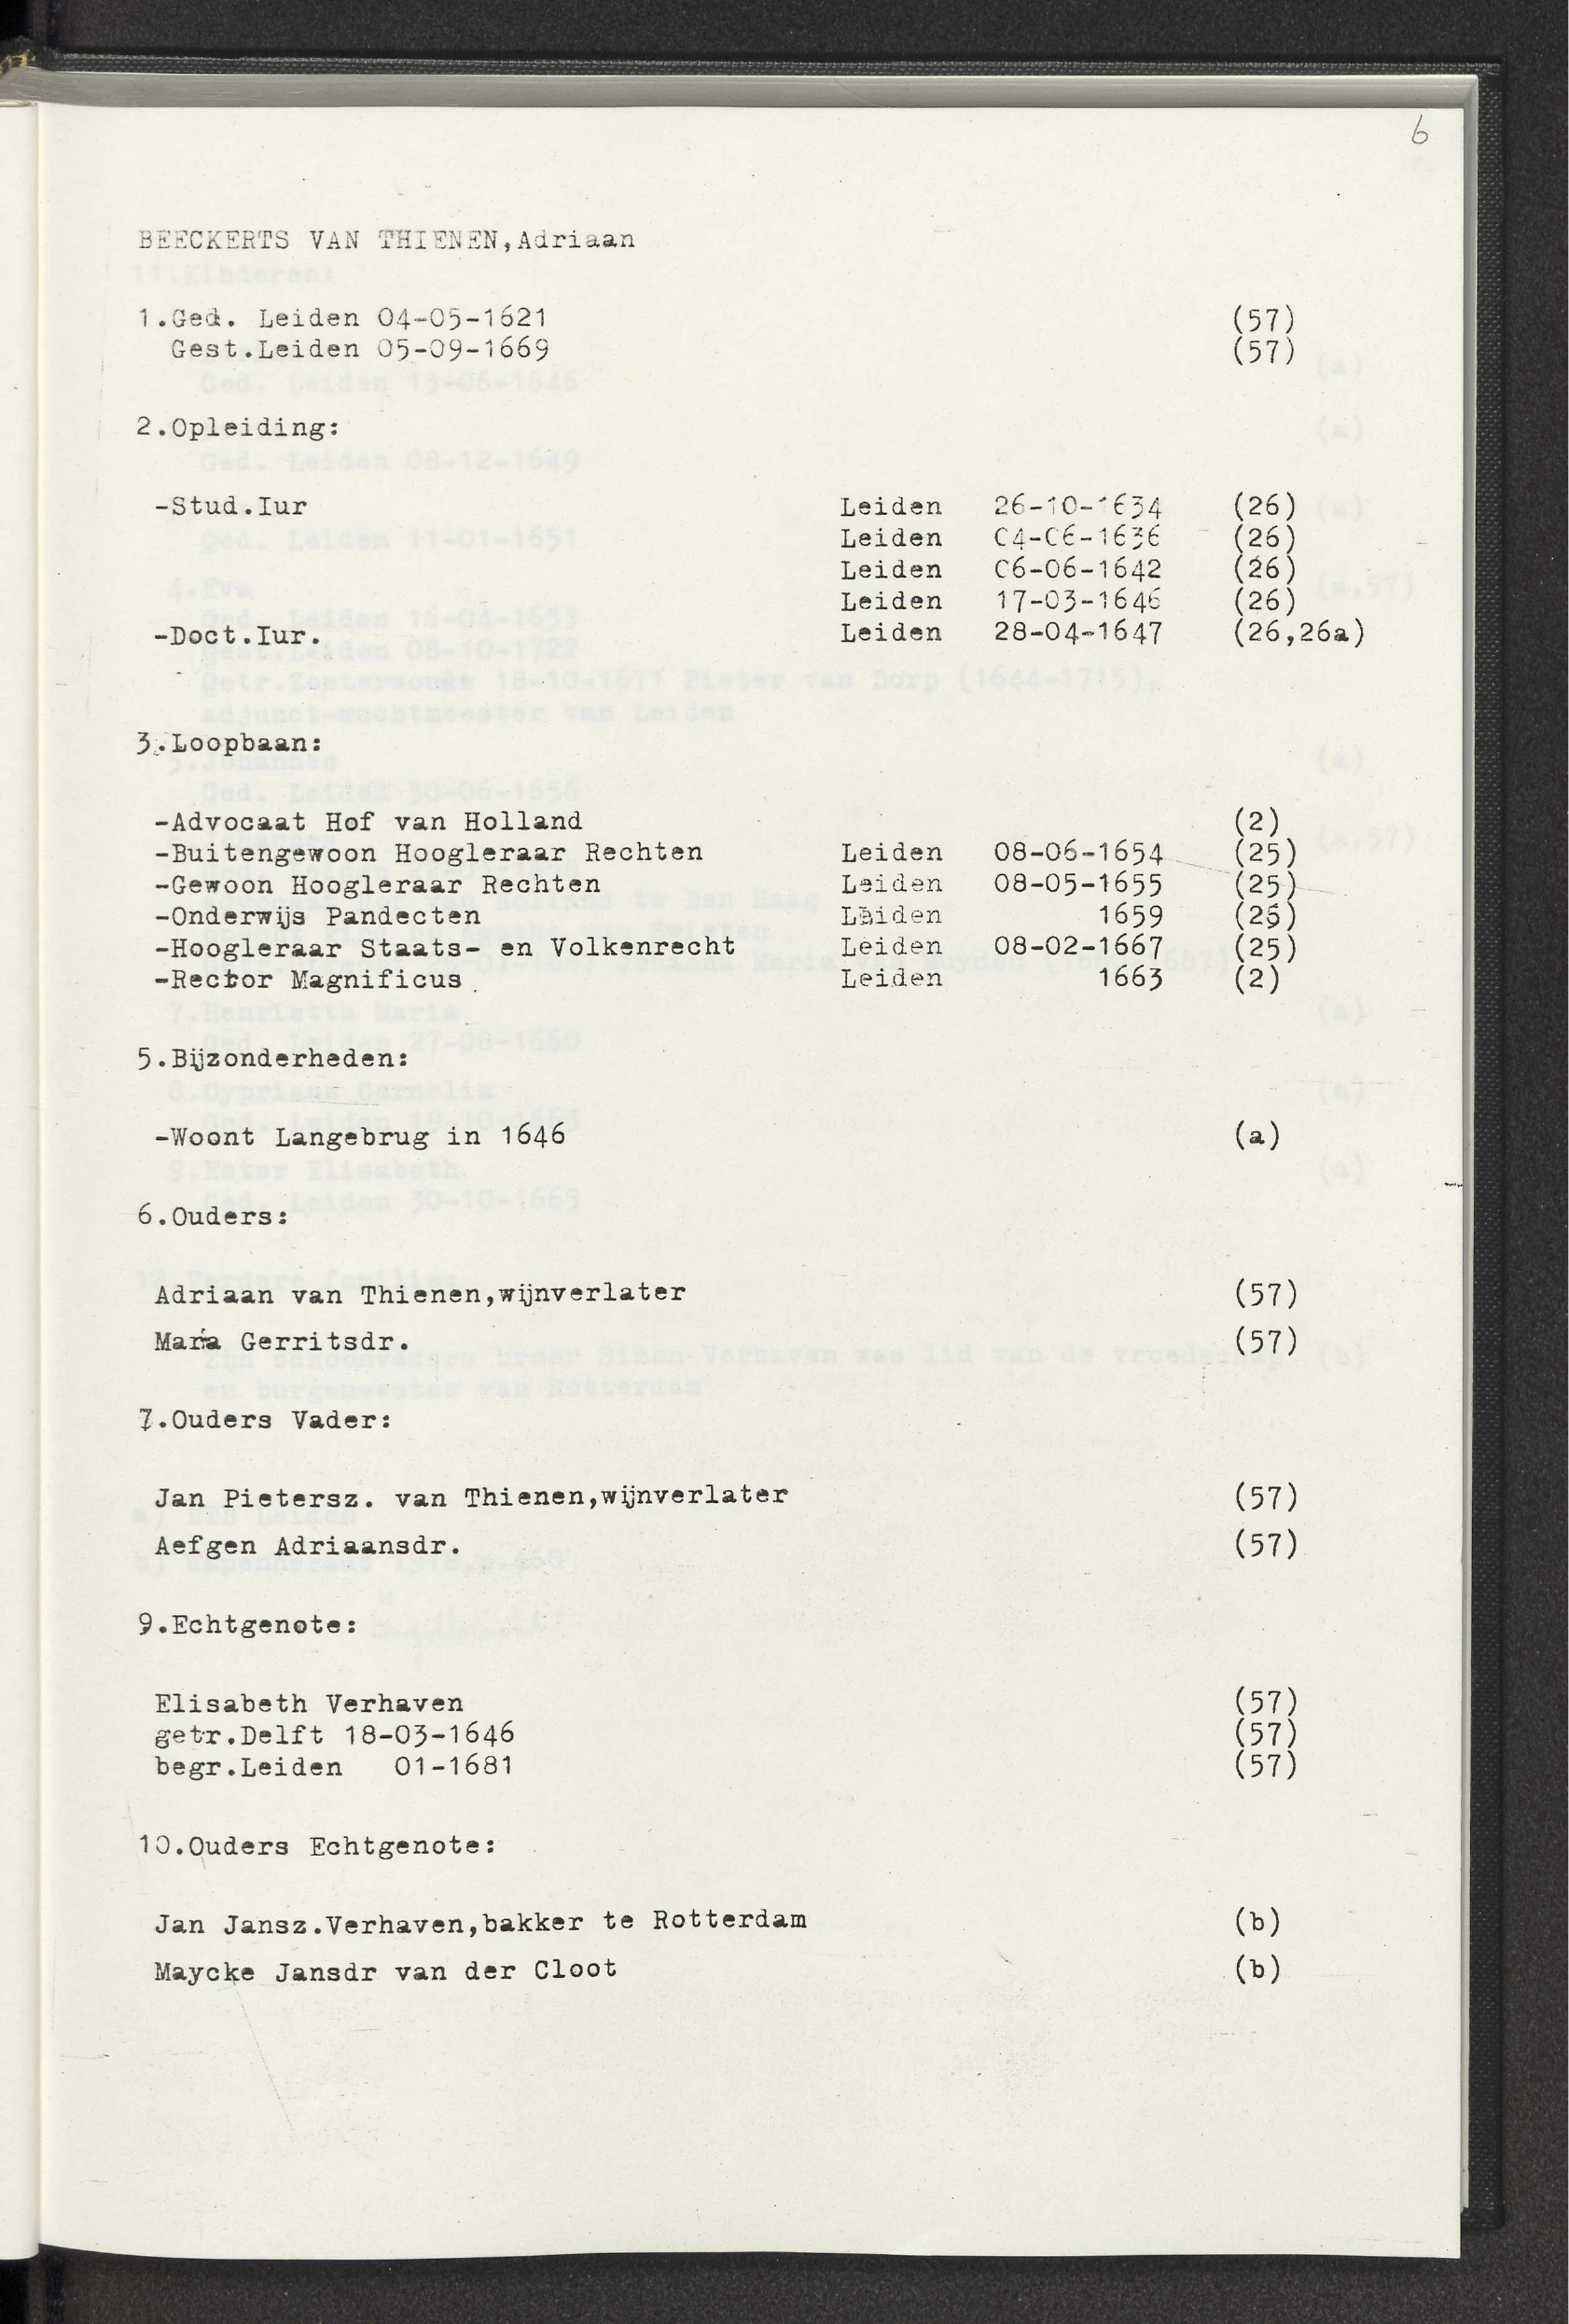 6
BEECKERTS VAN THIENEN,Adriaan
1.Ged. Leiden 04-05-1621 (57)
Gest.Leiden 05-09-1669 (57)
2.Opleiding:
-Stud.Iur Leiden 26-10-1634 (26)
Leiden 04-06-1636 (26)
Leiden 06-06-1642 (26)
Leiden 17-03-1646 (26)
-Doct.Iur. Leiden 28-04-1647 (26,26a)
3.Loopbaan:
-Advocaat Hof van Holland (2)
-Buitengewoon Hoogleraar Rechten Leiden 08-06-1654 (25)
-Gewoon Hoogleraar Rechten Leiden 08-05-1655 (25)
-Onderwijs Pandecten Leiden 1659
-Hoogleraar Staats- en Volkenrecht Leiden 08-02-1667 (25)
-Rector Magnificus Leiden 1663 (2)
5.Bijzonderheden:
-Woont Langebrug in 1646 (a)
6.Ouders:
Adriaan van Thienen,wijnverlater (57)
Maria Gerritsdr. (57)
7.Ouders Vader:
Jan Pietersz. van Thienen,wijnverlater (57)
Aefgen Adriaansdr. (57)
9.Echtgenote:
Elisabeth Verhaven (57)
getr.Delft 18-03-1646 (57)
begr.Leiden 01-1681 (57)
10.Ouders Echtgenote:
Jan Jansz.Verhaven,bakker te Rotterdam (b)
Maycke Jansdr van der Cloot (b)